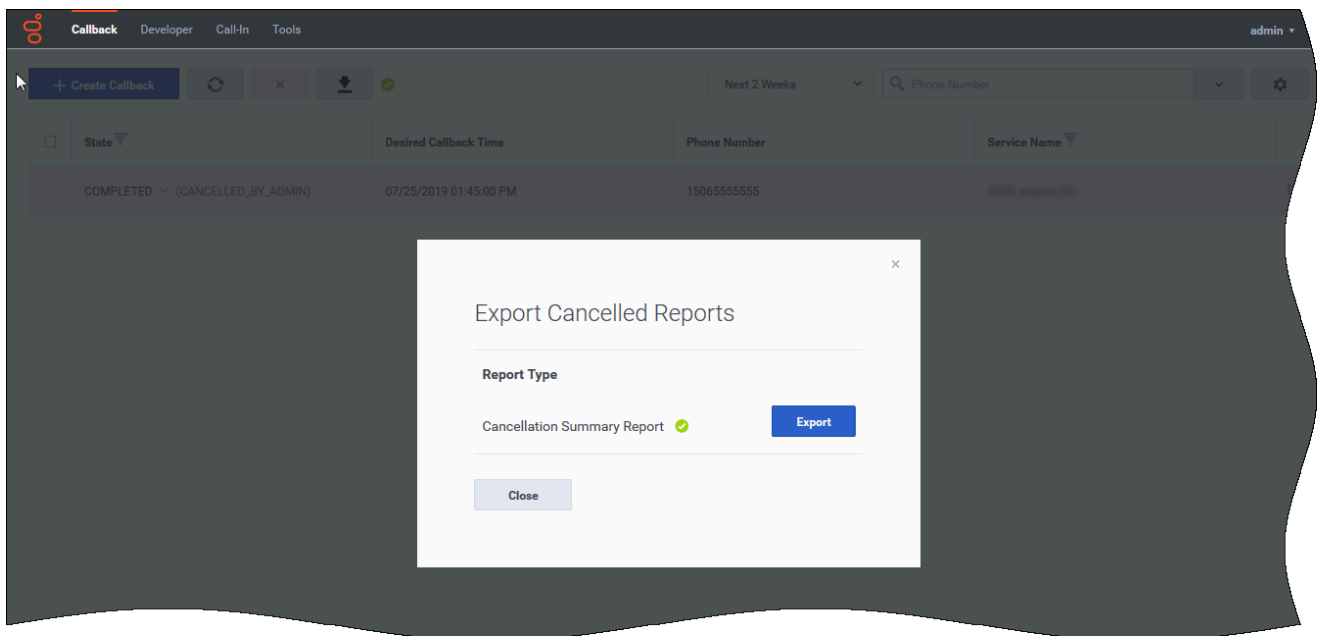 Callback Developer Call-In Tools admin
Create Callback Next 2 Weeks Phone Number
State Desired Callback Time Phone Number Service Name
COMPLETED (CANCELLED_BY_ADMIN) 07/25/2019 01:45:00 PM 15065555555
Export Cancelled Reports
Report Type
Cancellation Summary Report Export
Close